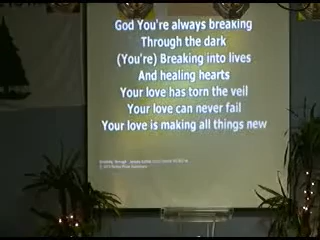 God You're always breaking
Through the dark
(You're) Breaking into lives
And healing hearts
Your love has torn the veil
Your love can never fail
Your love is making all things new